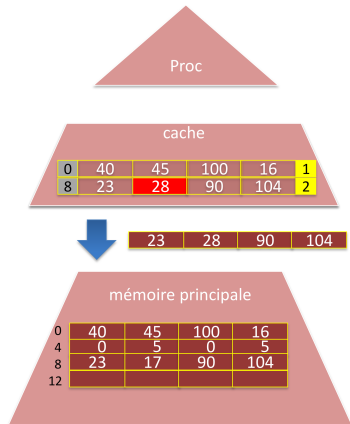 Proc
cache
0 40 45 100 16 1
8 23 28 90 104 2
23 28 90 104
mémoire principale
0 40 45 100 16
4 0 5 0 5
8 23 17 90 104
12